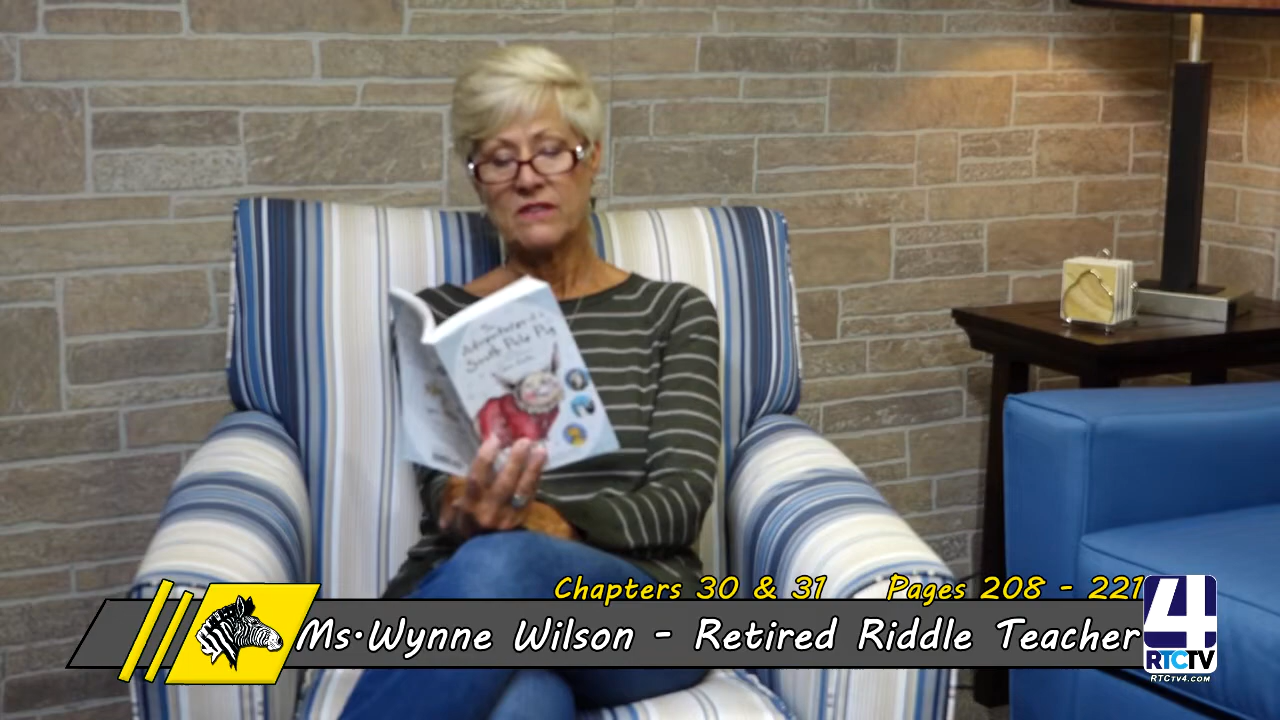 The
Adventures of a
South Pole Pig
Chapters 30 & 31 Pages 208 - 221
Ms. Wynne Wilson - Retired Riddle Teacher
4
RTCTV
RTCTV4.COM